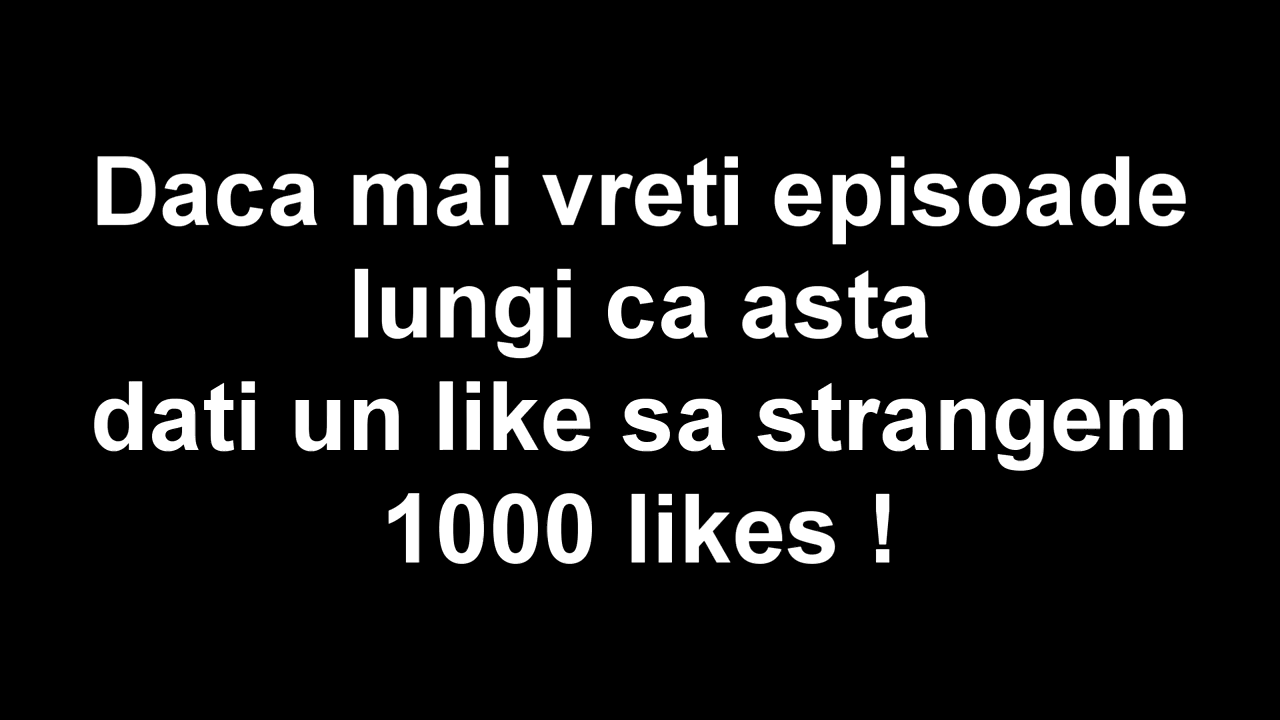 Daca mai vreti episoade
lungi ca asta
dati un like sa strangem
1000 likes !